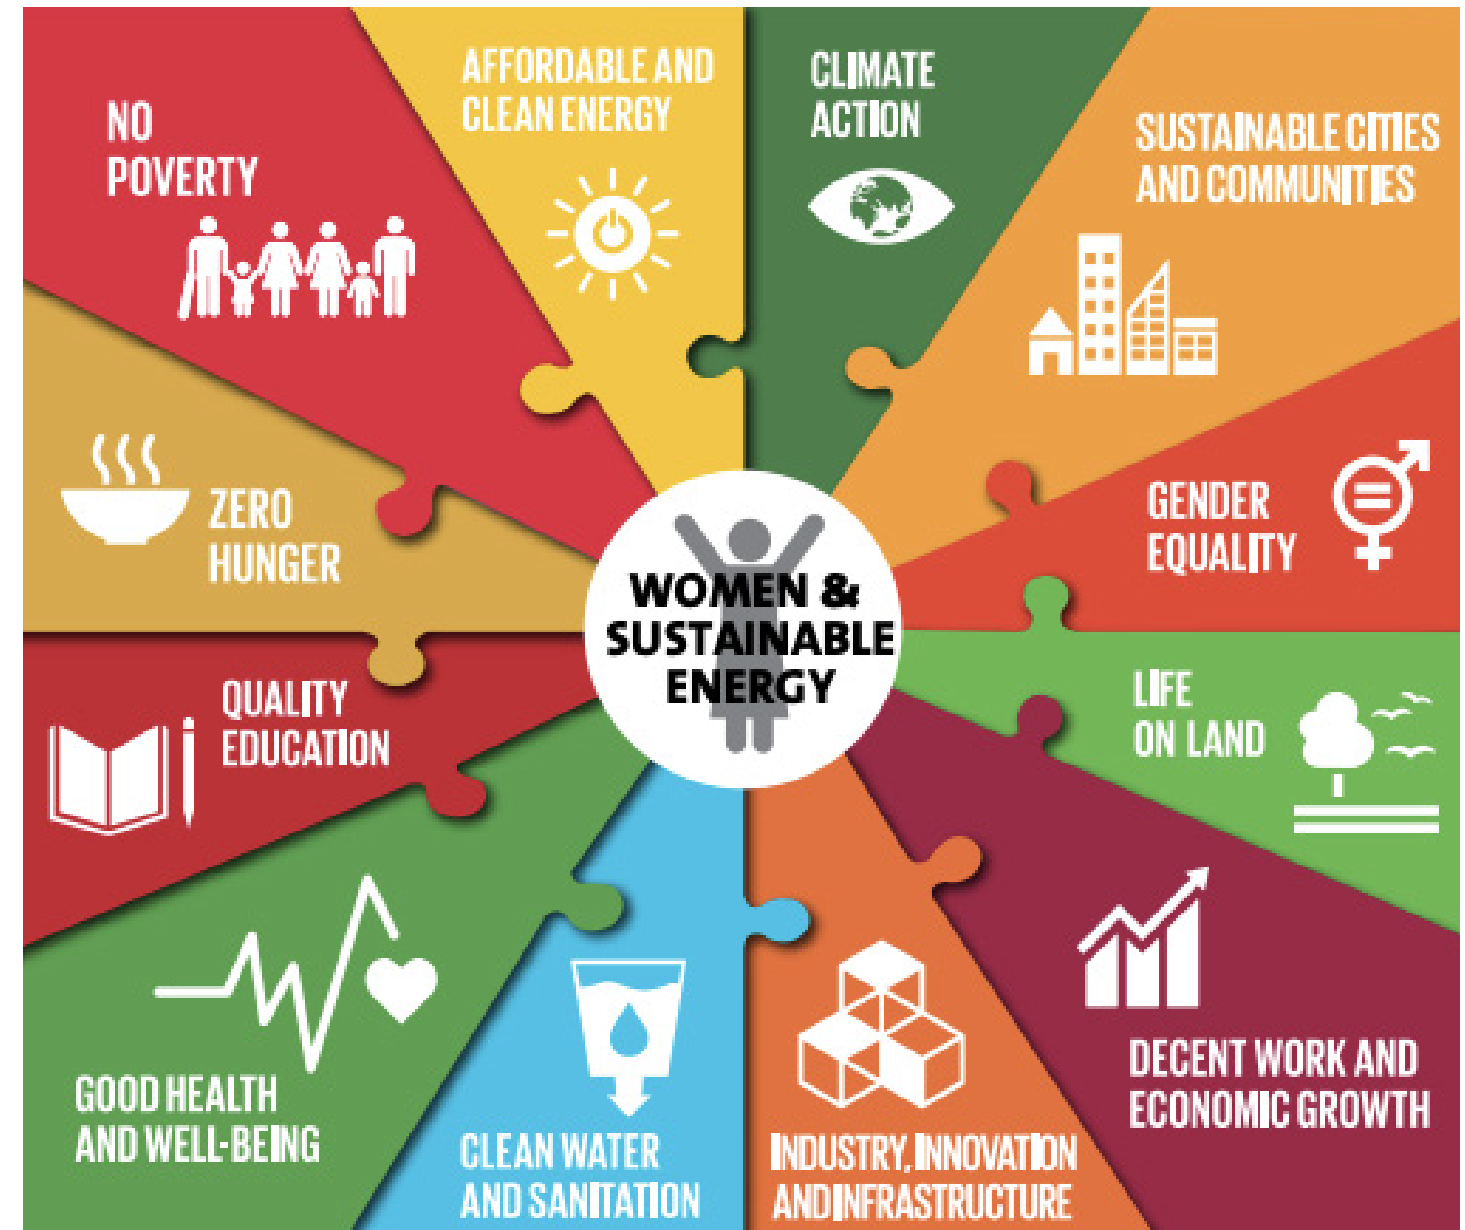 NO
POVERTY
AFFORDABLE AND
CLEAN ENERGY
CLIMATE
ACTION
SUSTAINABLE CITIES
AND COMMUNITIES
GENDER
EQUALITY
LIFE
ON LAND
DECENT WORK AND
ECONOMIC GROWTH
INDUSTRY, INNOVATION
AND INFRASTRUCTURE
CLEAN WATER
AND SANITATION
GOOD HEALTH
AND WELL-BEING
QUALITY
EDUCATION
ZERO
HUNGER
WOMEN &
SUSTAINABLE
ENERGY